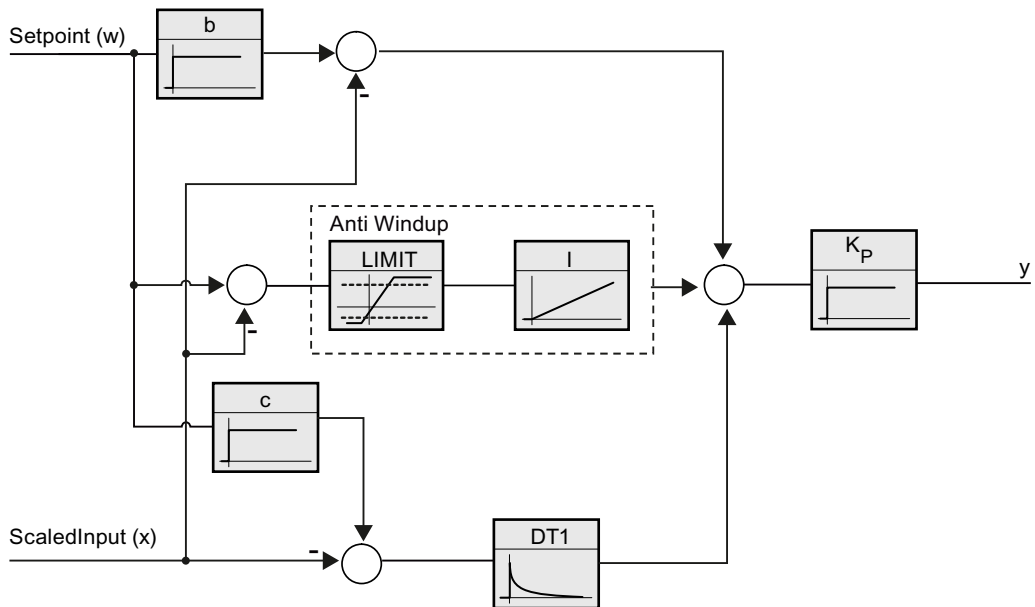 Setpoint (w)
b
-
Anti Windup
LIMIT
I
K_P
y
-
c
ScaledInput (x)
-
DT1